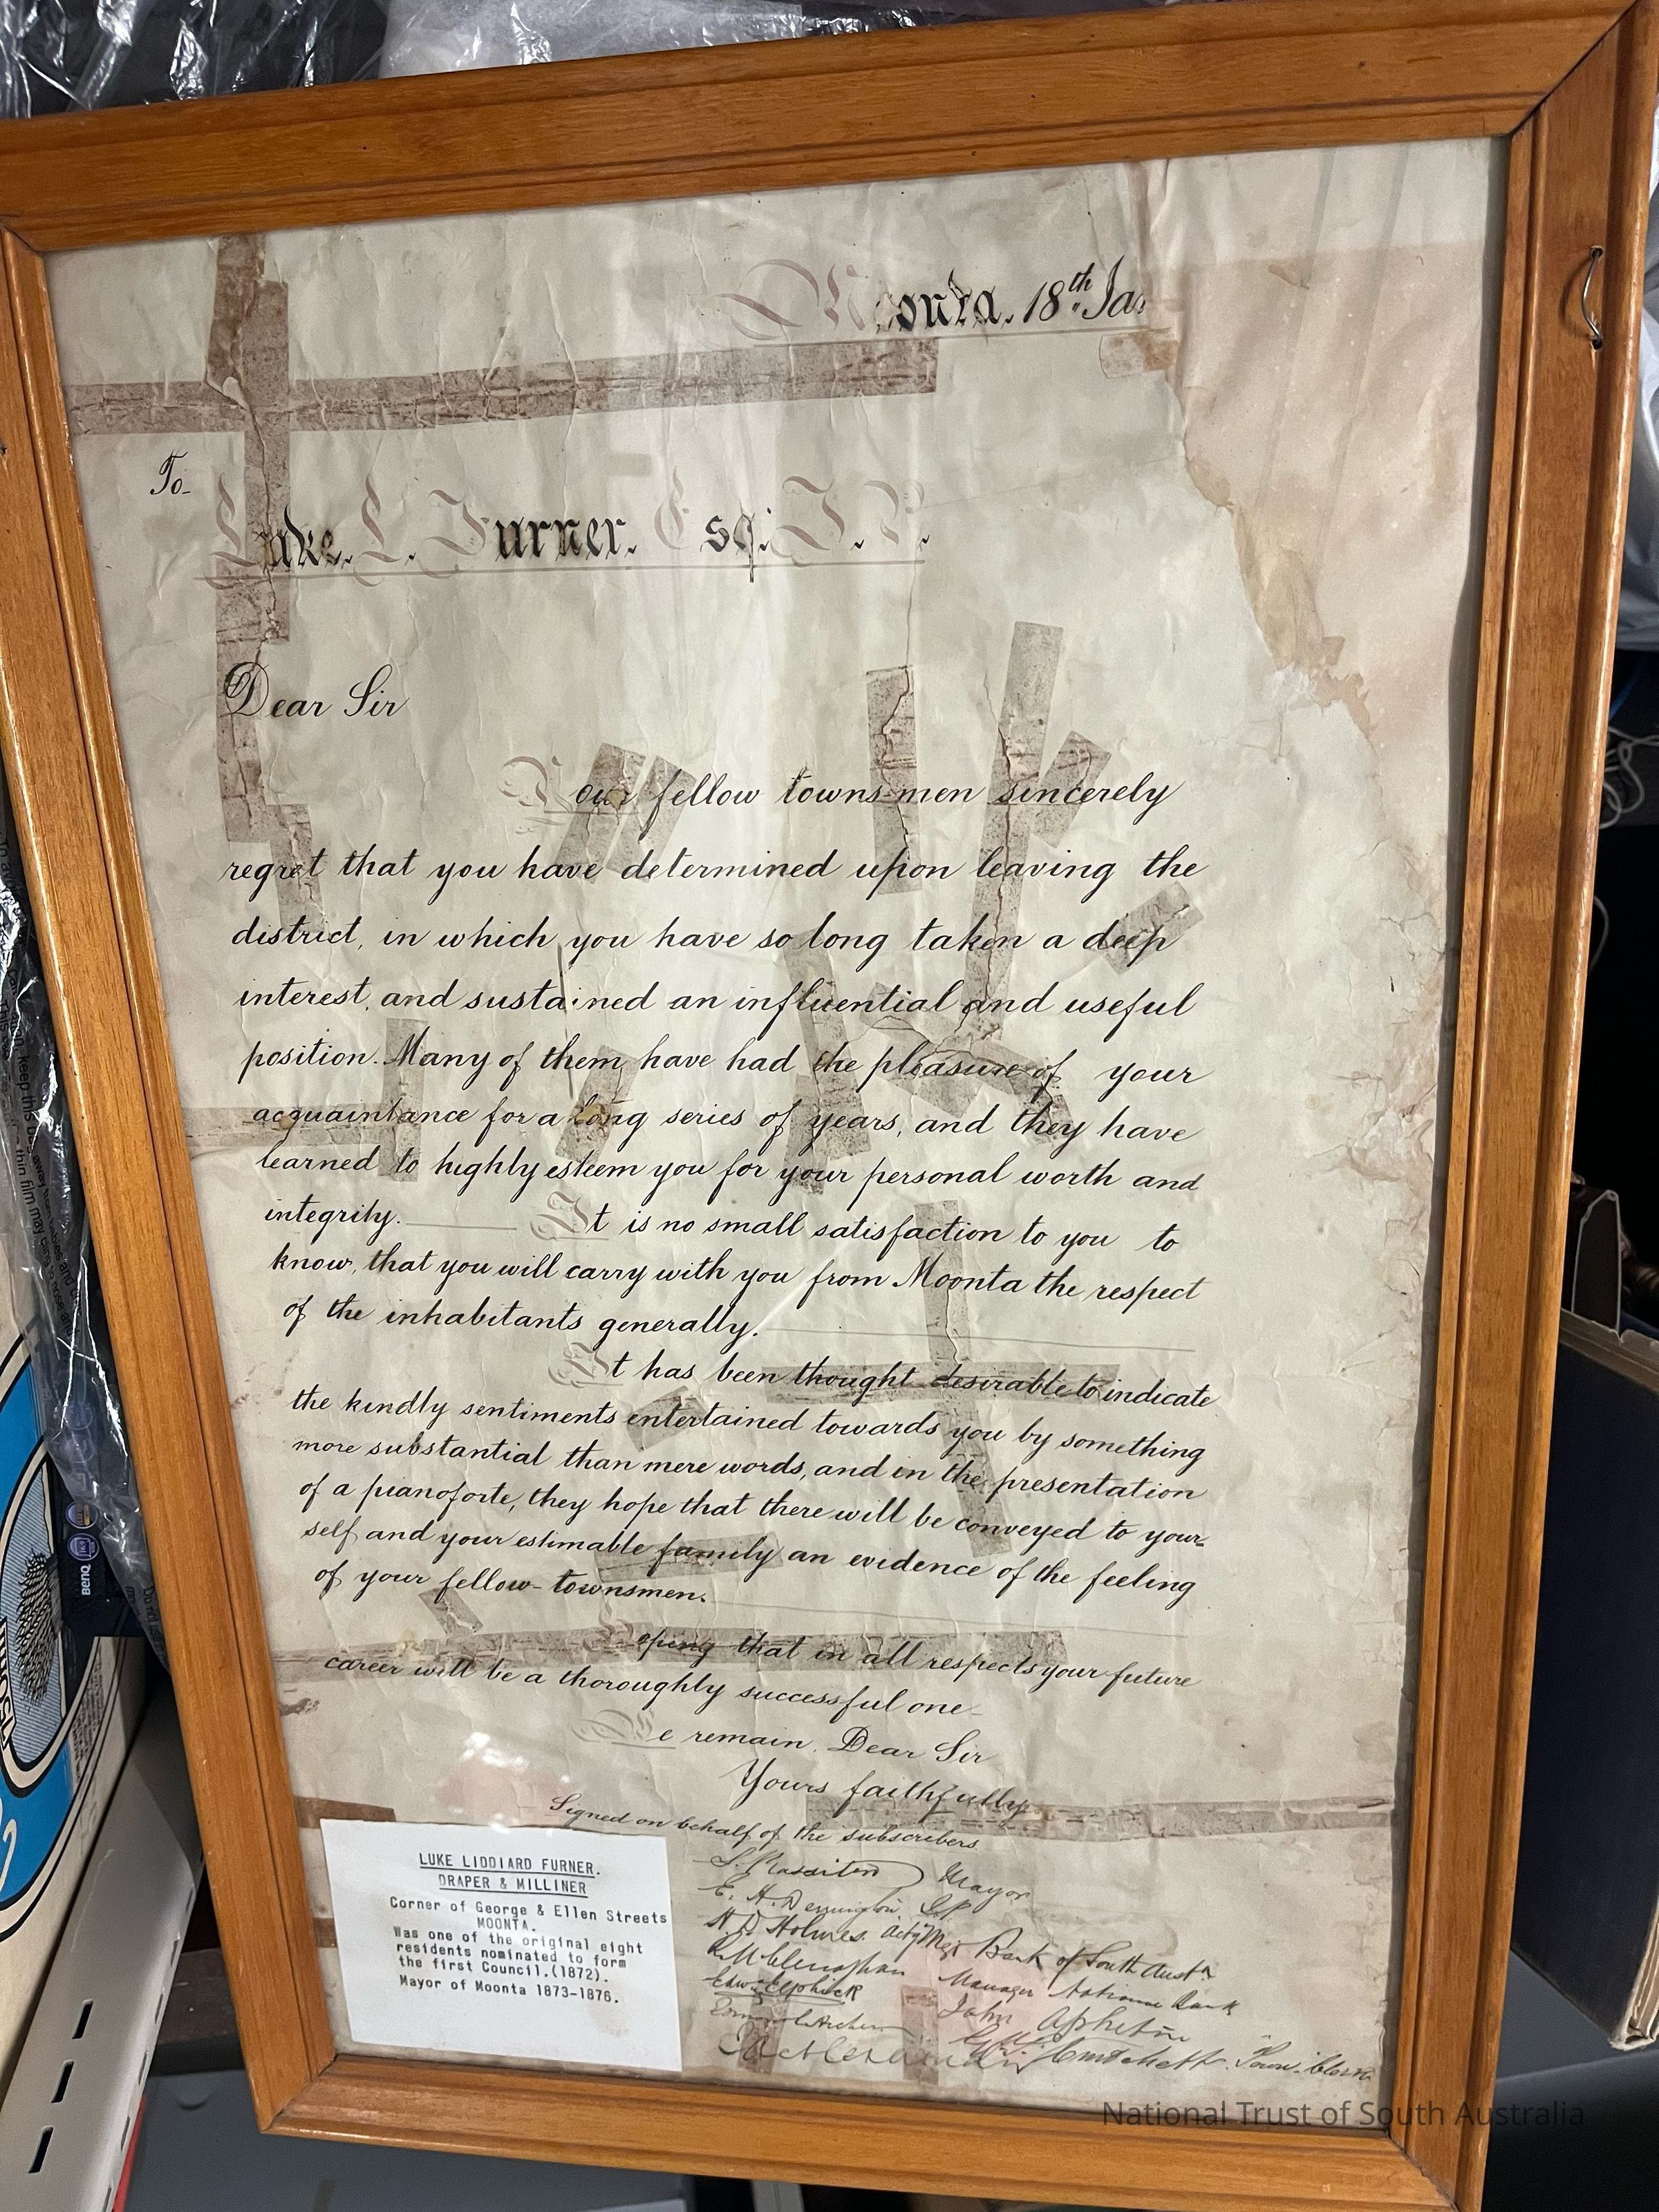 Moonta. 18th Jan
To-
Luke. L. Furner. Esq: J. P.
Dear Sir
Your fellow towns-men sincerely
regret that you have determined upon leaving the
district, in which you have so long taken a deep
interest, and sustained an influential and useful
position. Many of them have had the pleasure of your
acquaintance for a long series of years, and they have
learned to highly esteem you for your personal worth and
integrity. It is no small satisfaction to you to
know, that you will carry with you from Moonta the respect
of the inhabitants generally.
It has been thought desirable to indicate
the kindly sentiments entertained towards you by something
more substantial than mere words, and in the presentation
of a pianoforte, they hope that there will be conveyed to your-
self and your estimable family an evidence of the feeling
of your fellow-townsmen.
Hoping that in all respects your future
career will be a thoroughly successful one-
We remain. Dear Sir
Yours faithfully
Signed on behalf of the subscribers
Mayor
E. H. Derrington. J.P.
H D Holmes. Actg Mgr Bank of South Austn
Manager National Bank
John Appleton
Town. Clerk
LUKE LIDDIARD FURNER.
DRAPER & MILLINER
Corner of George & Ellen Streets
MOONTA.
Was one of the original eight
residents nominated to form
the first Council.(1872).
Mayor of Moonta 1873-1876.
BenQ
National Trust of South Australia